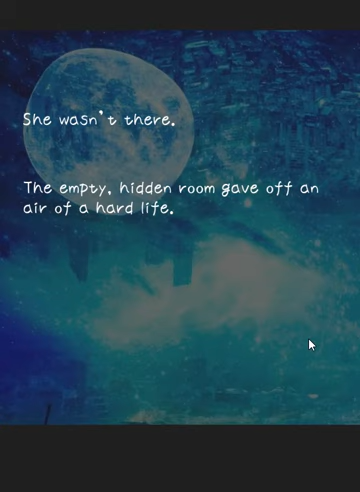 She wasn't there.
The empty, hidden room gave off an
air of a hard life.